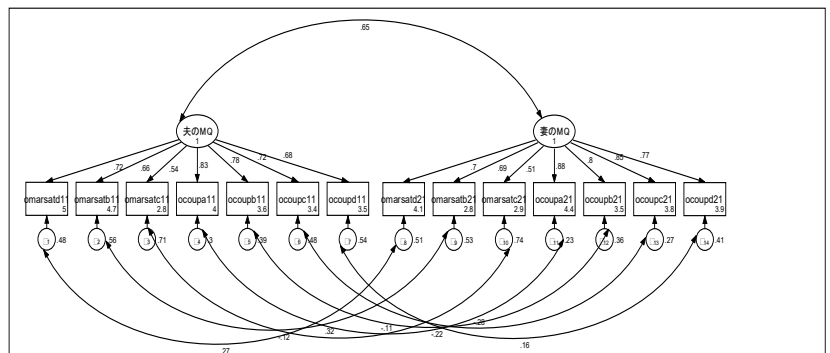 .65
夫のMQ
1
妻のMQ
1
.72 .66 .54 .83 .78 .72 .68
.7 .69 .51 .88 .8 .85 .77
omarsatd11 omarsatb11 omarsatc11 ocoupa11 ocoupb11 ocoupc11 ocoupd11
5 4.7 2.8 4 3.6 3.4 3.5
omarsatd21 omarsatb21 omarsatc21 ocoupa21 ocoupb21 ocoupc21 ocoupd21
4.1 2.8 2.9 4.4 3.5 3.8 3.9
.48 .56 .71 .3 .39 .48 .54
.51 .53 .74 .23 .36 .27 .41
.27 -.12 .32 -.11 -.22 .16